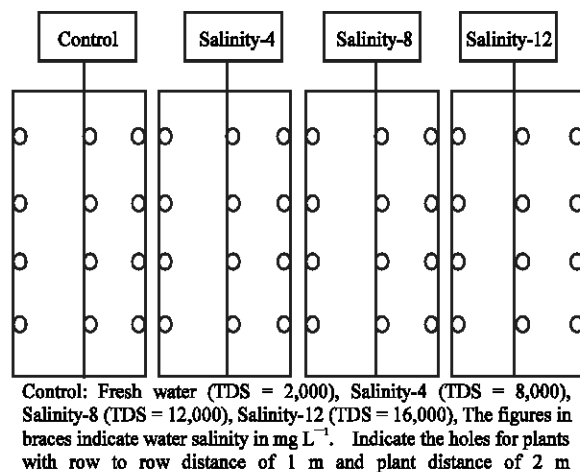 Control
Salinity-4
Salinity-8
Salinity-12
Control: Fresh water (TDS = 2,000), Salinity-4 (TDS = 8,000),
Salinity-8 (TDS = 12,000), Salinity-12 (TDS = 16,000), The figures in
braces indicate water salinity in mg L⁻¹. Indicate the holes for plants
with row to row distance of 1 m and plant distance of 2 m